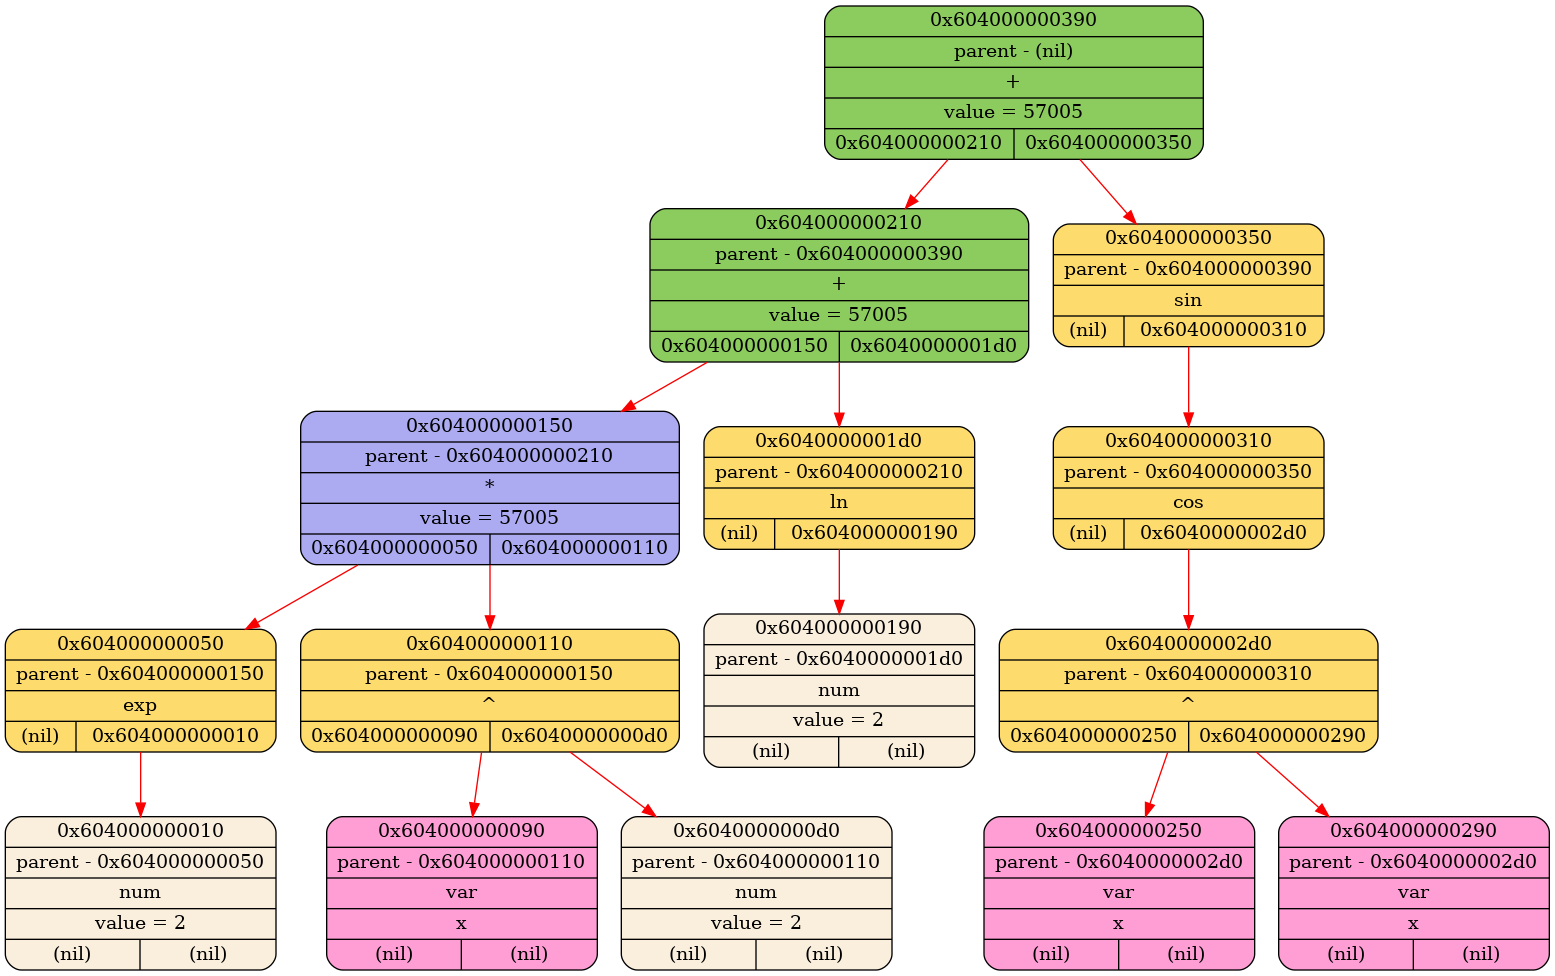 0x604000000390
parent - (nil)
+
value = 57005
0x604000000210 0x604000000350
0x604000000210
parent - 0x604000000390
+
value = 57005
0x604000000150 0x6040000001d0
0x604000000350
parent - 0x604000000390
sin
(nil) 0x604000000310
0x604000000150
parent - 0x604000000210
*
value = 57005
0x604000000050 0x604000000110
0x6040000001d0
parent - 0x604000000210
ln
(nil) 0x604000000190
0x604000000310
parent - 0x604000000350
cos
(nil) 0x6040000002d0
0x604000000050
parent - 0x604000000150
exp
(nil) 0x604000000010
0x604000000110
parent - 0x604000000150
^
0x604000000090 0x6040000000d0
0x604000000190
parent - 0x6040000001d0
num
value = 2
(nil) (nil)
0x6040000002d0
parent - 0x604000000310
^
0x604000000250 0x604000000290
0x604000000010
parent - 0x604000000050
num
value = 2
(nil) (nil)
0x604000000090
parent - 0x604000000110
var
x
(nil) (nil)
0x6040000000d0
parent - 0x604000000110
num
value = 2
(nil) (nil)
0x604000000250
parent - 0x6040000002d0
var
x
(nil) (nil)
0x604000000290
parent - 0x6040000002d0
var
x
(nil) (nil)